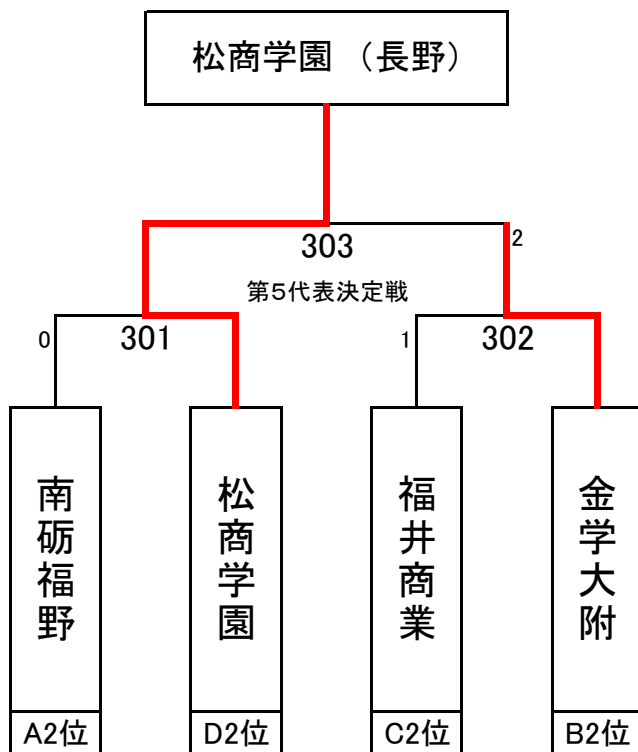 松商学園 （長野）
2
303
第5代表決定戦
0
301
1
302
南砺福野
松商学園
福井商業
金学大附
A2位
D2位
C2位
B2位